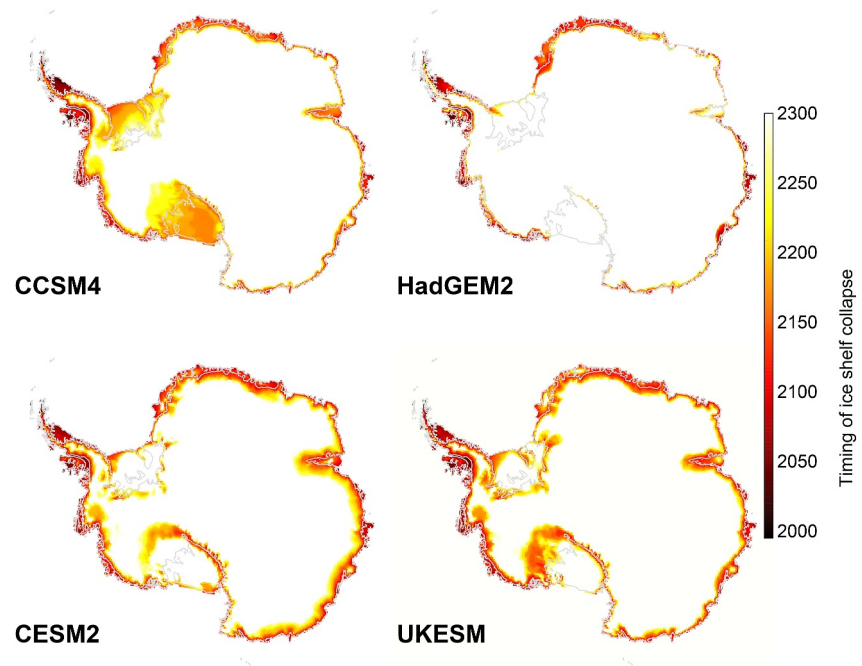 CCSM4
HadGEM2
CESM2
UKESM
2300
2250
2200
2150
2100
2050
2000
Timing of ice shelf collapse